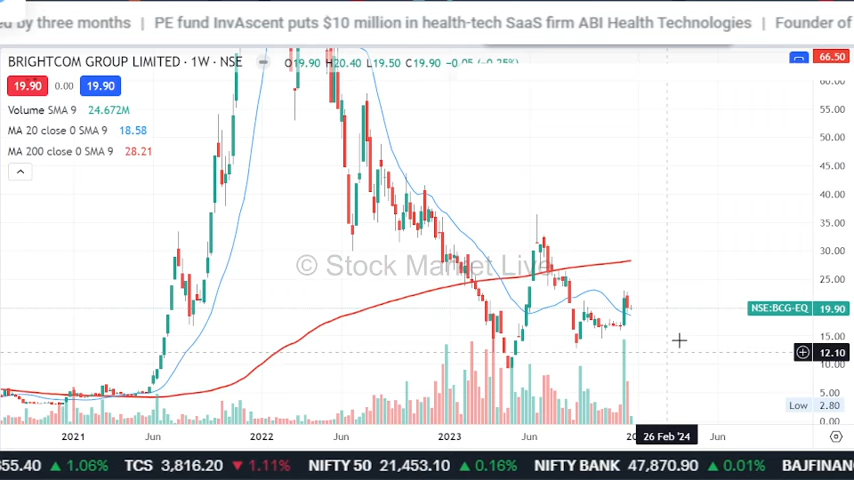 ed by three months | PE fund InvAscent puts $10 million in health-tech SaaS firm ABI Health Technologies | Founder of
BRIGHTCOM GROUP LIMITED · 1W · NSE O19.90 H20.40 L19.50 C19.90 −0.05 (−0.25%)
66.50
19.90 0.00 19.90
60.00
Volume SMA 9 24.672M
55.00
MA 20 close 0 SMA 9 18.58
50.00
MA 200 close 0 SMA 9 28.21
45.00
40.00
35.00
30.00
© Stock Market Live
25.00
NSE:BCG-EQ 19.90
15.00
12.10
10.00
5.00
Low 2.80
0.00
2021 Jun 2022 Jun 2023 Jun 26 Feb '24 Jun
355.40 ▲ 1.06% TCS 3,816.20 ▼ 1.11% NIFTY 50 21,453.10 ▲ 0.16% NIFTY BANK 47,870.90 ▲ 0.01% BAJFINANC